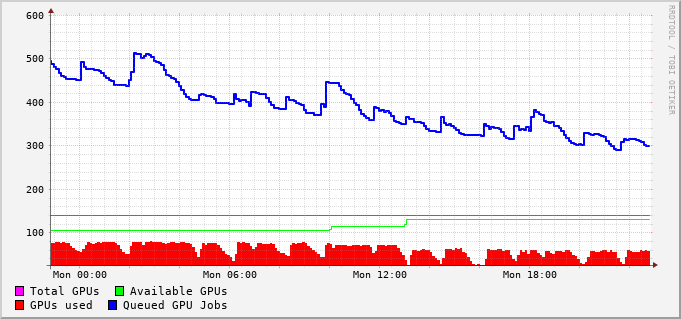 600
500
400
300
200
100
Mon 00:00 Mon 06:00 Mon 12:00 Mon 18:00
Total GPUs Available GPUs
GPUs used Queued GPU Jobs
RRDTOOL / TOBI OETIKER